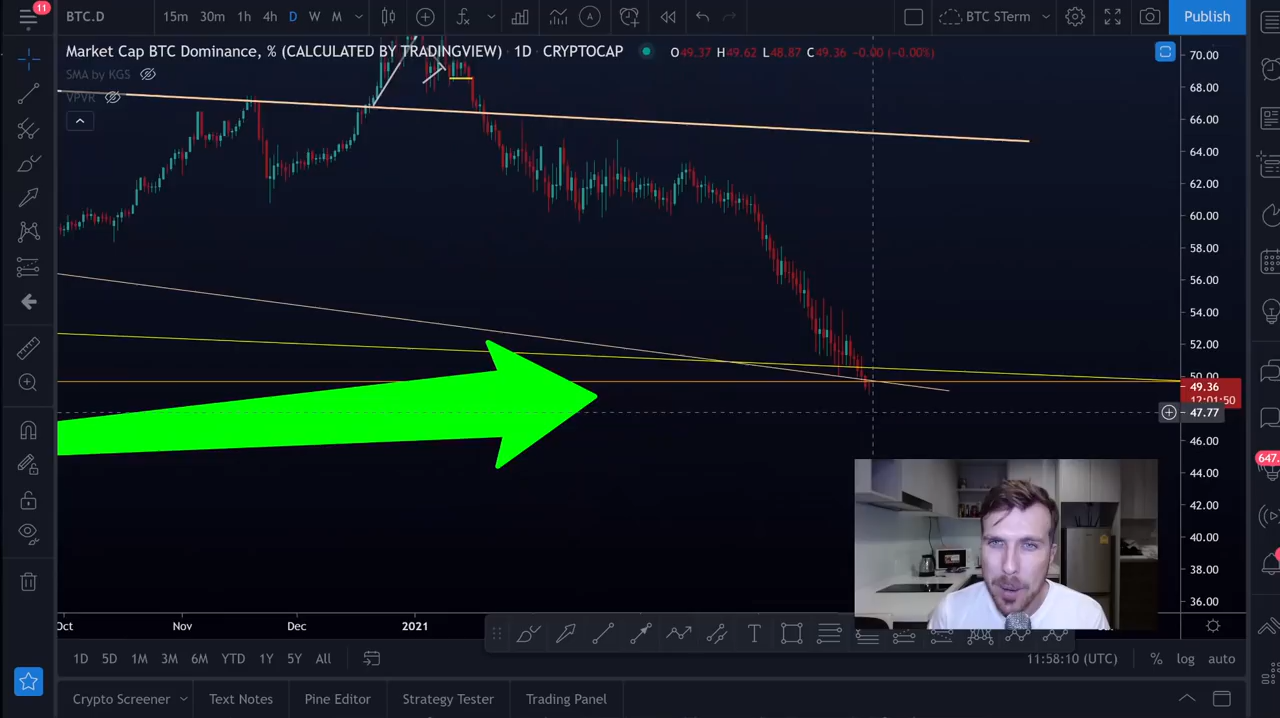 11
BTC.D
15m 30m 1h 4h D W M
BTC STerm
Publish
Market Cap BTC Dominance, % (CALCULATED BY TRADINGVIEW) · 1D · CRYPTOCAP
O49.37 H49.62 L48.87 C49.36 -0.00 (-0.00%)
SMA by KGS
VPVR
70.00
68.00
66.00
64.00
62.00
60.00
58.00
56.00
54.00
52.00
50.00
49.36
12:01:50
47.77
46.00
44.00
42.00
40.00
38.00
36.00
647
Oct Nov Dec 2021
1D 5D 1M 3M 6M YTD 1Y 5Y All
11:58:10 (UTC) % log auto
Crypto Screener Text Notes Pine Editor Strategy Tester Trading Panel